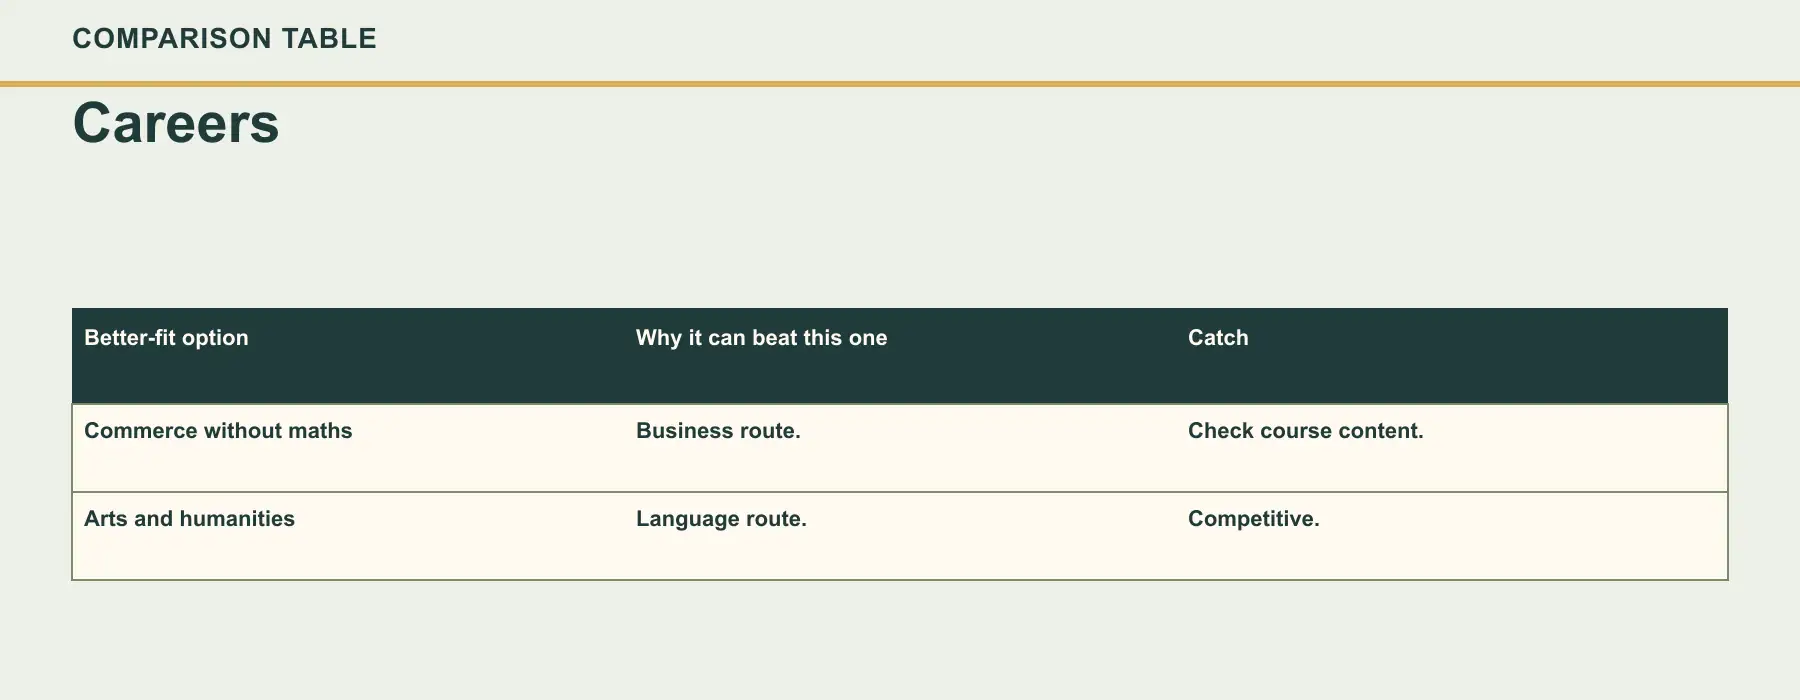 COMPARISON TABLE
Careers
Better-fit option Why it can beat this one Catch
Commerce without maths Business route. Check course content.
Arts and humanities Language route. Competitive.